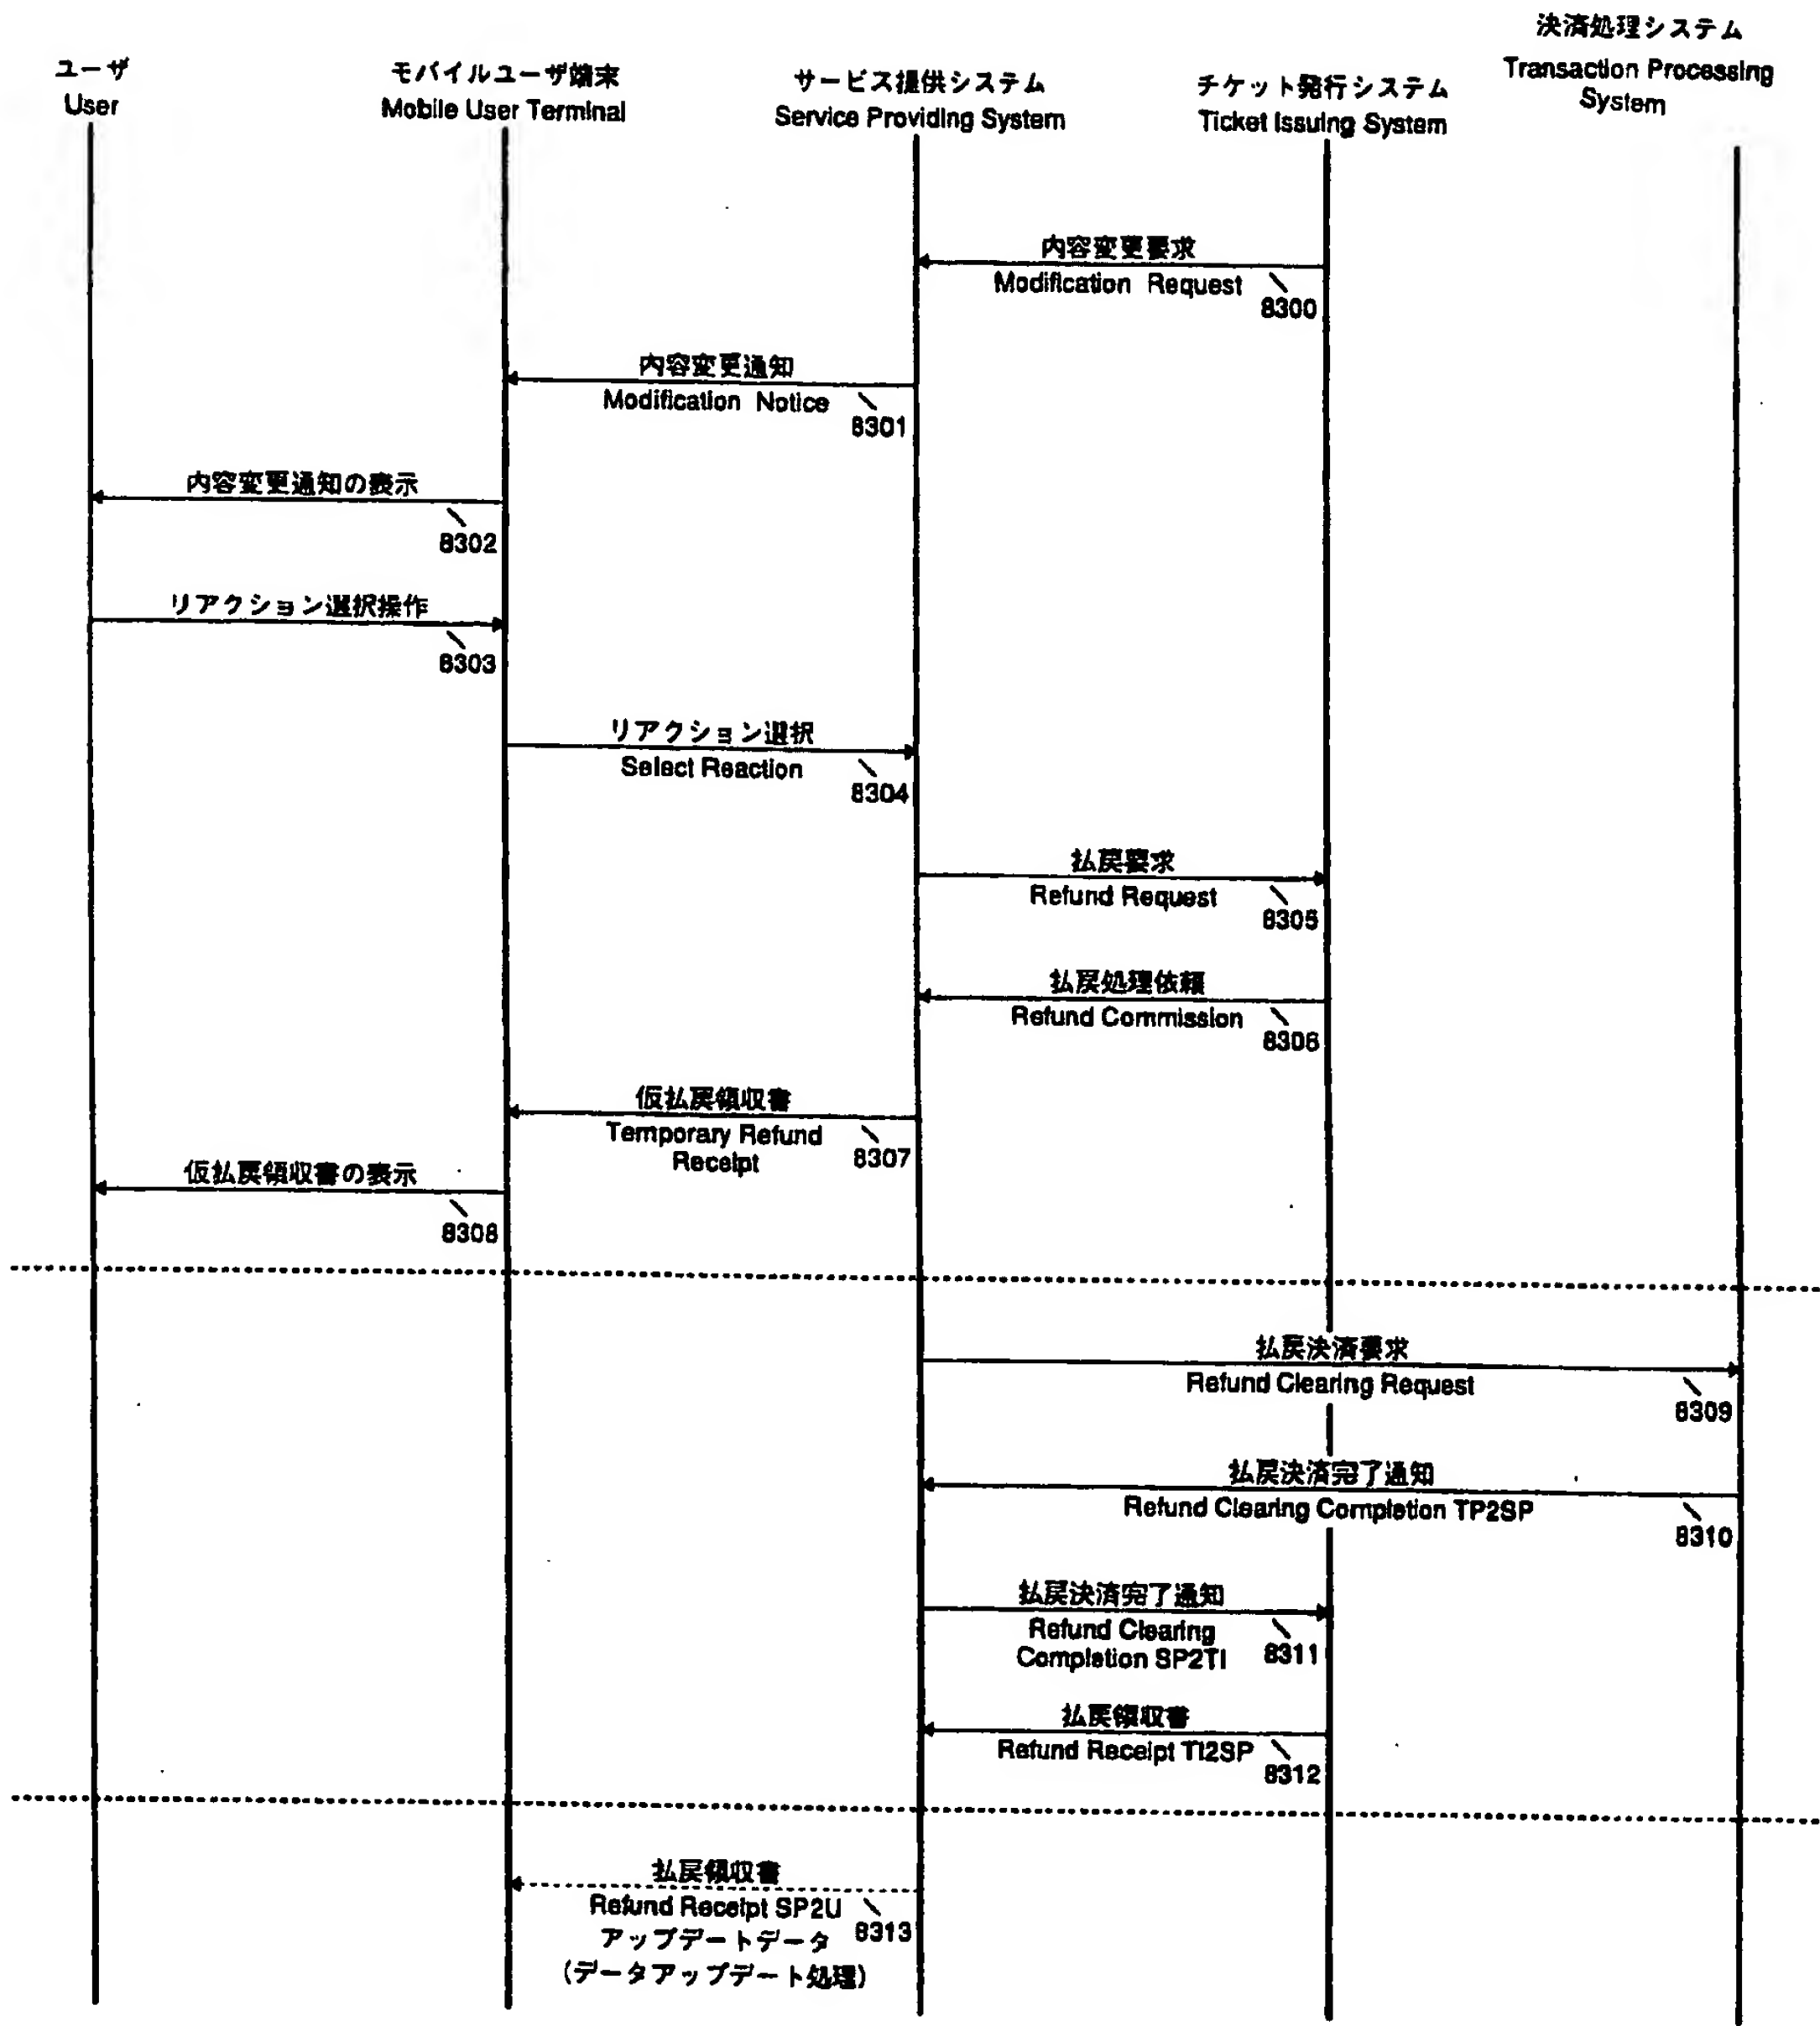 決済処理システム
Transaction Processing
System
ユーザ
User
モバイルユーザ端末
Mobile User Terminal
サービス提供システム
Service Providing System
チケット発行システム
Ticket Issuing System
内容変更要求
Modification Request
8300
内容変更通知
Modification Notice
8301
内容変更通知の表示
8302
リアクション選択操作
8303
リアクション選択
Select Reaction
8304
払戻要求
Refund Request
8305
払戻処理依頼
Refund Commission
8306
仮払戻領収書
Temporary Refund
Receipt
8307
仮払戻領収書の表示
8308
払戻決済要求
Refund Clearing Request
8309
払戻決済完了通知
Refund Clearing Completion TP2SP
8310
払戻決済完了通知
Refund Clearing
Completion SP2TI
8311
払戻領収書
Refund Receipt TI2SP
8312
払戻領収書
Refund Receipt SP2U
8313
アップデートデータ
(データアップデート処理)